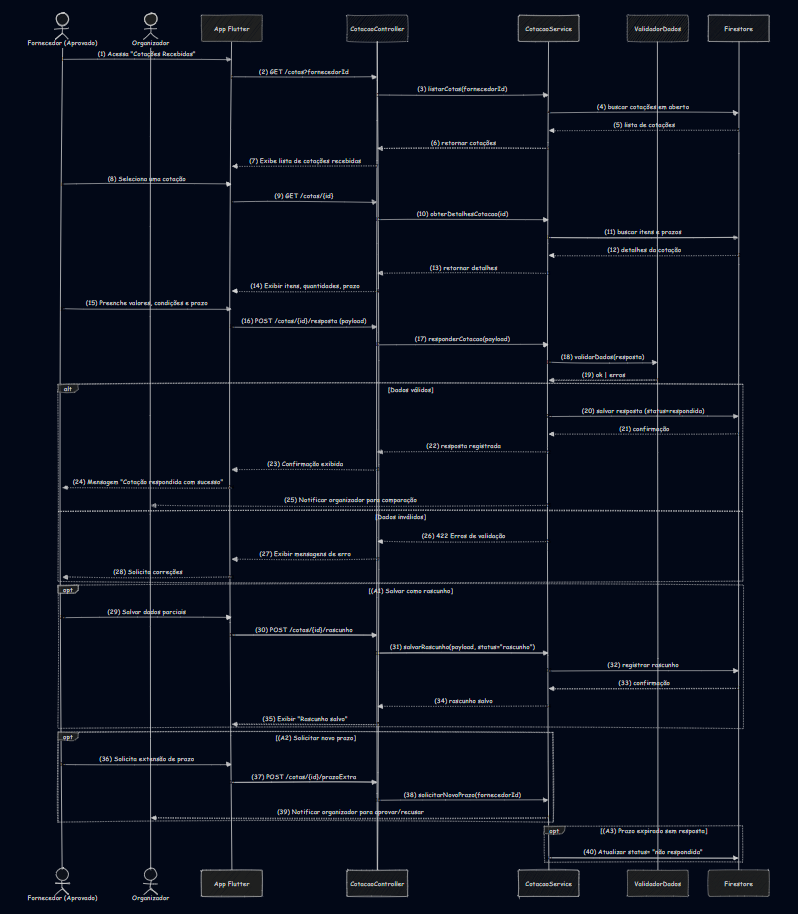 App Flutter
CotacaoController
CotacaoService
ValidadorDados
Firestore
Fornecedor (Aprovado)
Organizador
(1) Acessa "Cotações Recebidas"
(2) GET /cotas?fornecedorId
(3) listarCotas(fornecedorId)
(4) buscar cotações em aberto
(5) lista de cotações
(6) retornar cotações
(7) Exibe lista de cotações recebidas
(8) Seleciona uma cotação
(9) GET /cotas/{id}
(10) obterDetalhesCotacao(id)
(11) buscar itens e prazos
(12) detalhes da cotação
(13) retornar detalhes
(14) Exibir itens, quantidades, prazo
(15) Preenche valores, condições e prazo
(16) POST /cotas/{id}/resposta (payload)
(17) responderCotacao(payload)
(18) validarDados(resposta)
(19) ok | erros
alt
[Dados válidos]
(20) salvar resposta (status=respondida)
(21) confirmação
(22) resposta registrada
(23) Confirmação exibida
(24) Mensagem "Cotação respondida com sucesso"
(25) Notificar organizador para comparação
[Dados inválidos]
(26) 422 Erros de validação
(27) Exibir mensagens de erro
(28) Solicita correções
opt
[(A1) Salvar como rascunho]
(29) Salvar dados parciais
(30) POST /cotas/{id}/rascunho
(31) salvarRascunho(payload, status="rascunho")
(32) registrar rascunho
(33) confirmação
(34) rascunho salvo
(35) Exibir "Rascunho salvo"
opt
[(A2) Solicitar novo prazo]
(36) Solicita extensão de prazo
(37) POST /cotas/{id}/prazoExtra
(38) solicitarNovoPrazo(fornecedorId)
(39) Notificar organizador para aprovar/recusar
opt
[(A3) Prazo expirado sem resposta]
(40) Atualizar status= "não respondida"
App Flutter
CotacaoController
CotacaoService
ValidadorDados
Firestore
Fornecedor (Aprovado)
Organizador